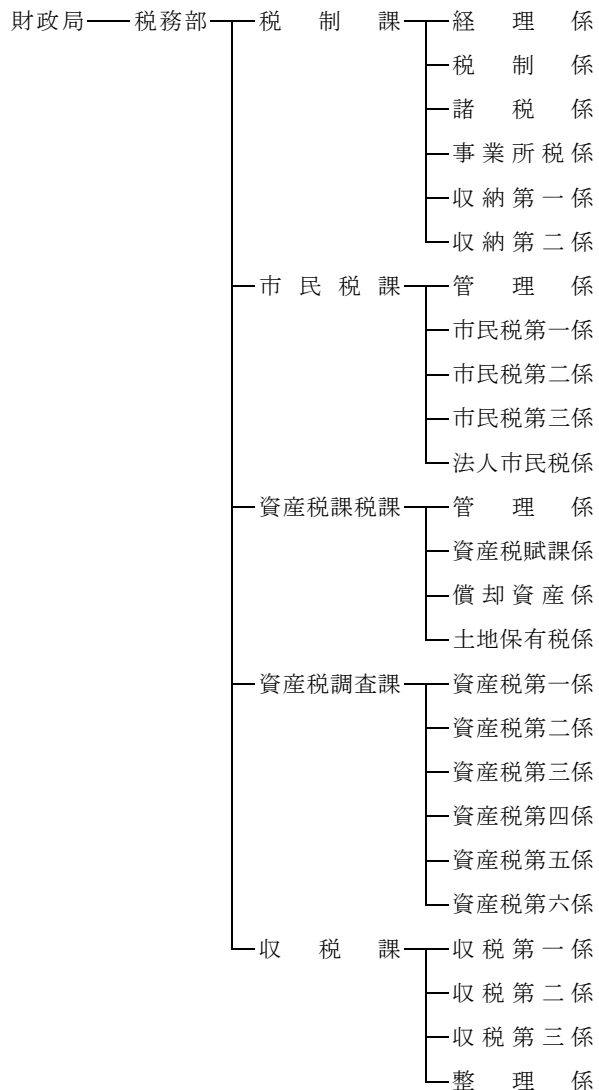 財政局 税務部 税制課 経理係
税制係
諸税係
事業所税係
収納第一係
収納第二係
市民税課 管理係
市民税第一係
市民税第二係
市民税第三係
法人市民税係
資産税課税課 管理係
資産税賦課係
償却資産係
土地保有税係
資産税調査課 資産税第一係
資産税第二係
資産税第三係
資産税第四係
資産税第五係
資産税第六係
収税課 収税第一係
収税第二係
収税第三係
整理係